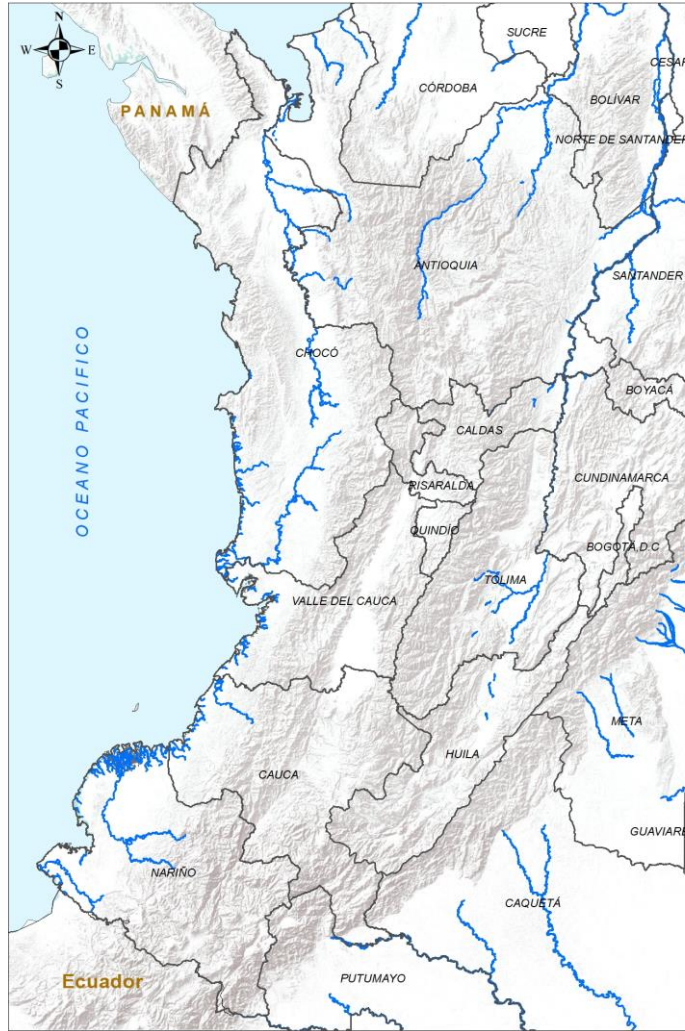 N
W E
S
PANAMÁ
SUCRE
CÓRDOBA
CESAR
BOLÍVAR
NORTE DE SANTANDER
ANTIOQUIA
SANTANDER
OCEANO PACIFICO
CHOCÓ
BOYACÁ
CALDAS
CUNDINAMARCA
RISARALDA
QUINDÍO
BOGOTÁ,D.C
TOLIMA
VALLE DEL CAUCA
META
HUILA
CAUCA
GUAVIARE
NARIÑO
CAQUETÁ
Ecuador
PUTUMAYO